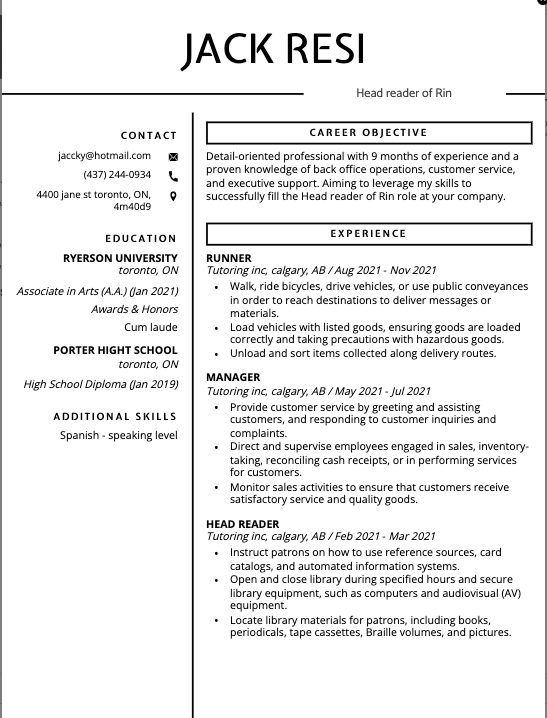 JACK RESI
Head reader of Rin
CONTACT
jaccky@hotmail.com
(437) 244-0934
4400 jane st toronto, ON,
4m40d9
EDUCATION
RYERSON UNIVERSITY
toronto, ON
Associate in Arts (A.A.) (Jan 2021)
Awards & Honors
Cum laude
PORTER HIGHT SCHOOL
toronto, ON
High School Diploma (Jan 2019)
ADDITIONAL SKILLS
Spanish - speaking level
CAREER OBJECTIVE
Detail-oriented professional with 9 months of experience and a
proven knowledge of back office operations, customer service,
and executive support. Aiming to leverage my skills to
successfully fill the Head reader of Rin role at your company.
EXPERIENCE
RUNNER
Tutoring inc, calgary, AB / Aug 2021 - Nov 2021
• Walk, ride bicycles, drive vehicles, or use public conveyances
in order to reach destinations to deliver messages or
materials.
• Load vehicles with listed goods, ensuring goods are loaded
correctly and taking precautions with hazardous goods.
• Unload and sort items collected along delivery routes.
MANAGER
Tutoring inc, calgary, AB / May 2021 - Jul 2021
• Provide customer service by greeting and assisting
customers, and responding to customer inquiries and
complaints.
• Direct and supervise employees engaged in sales, inventory-
taking, reconciling cash receipts, or in performing services
for customers.
• Monitor sales activities to ensure that customers receive
satisfactory service and quality goods.
HEAD READER
Tutoring inc, calgary, AB / Feb 2021 - Mar 2021
• Instruct patrons on how to use reference sources, card
catalogs, and automated information systems.
• Open and close library during specified hours and secure
library equipment, such as computers and audiovisual (AV)
equipment.
• Locate library materials for patrons, including books,
periodicals, tape cassettes, Braille volumes, and pictures.